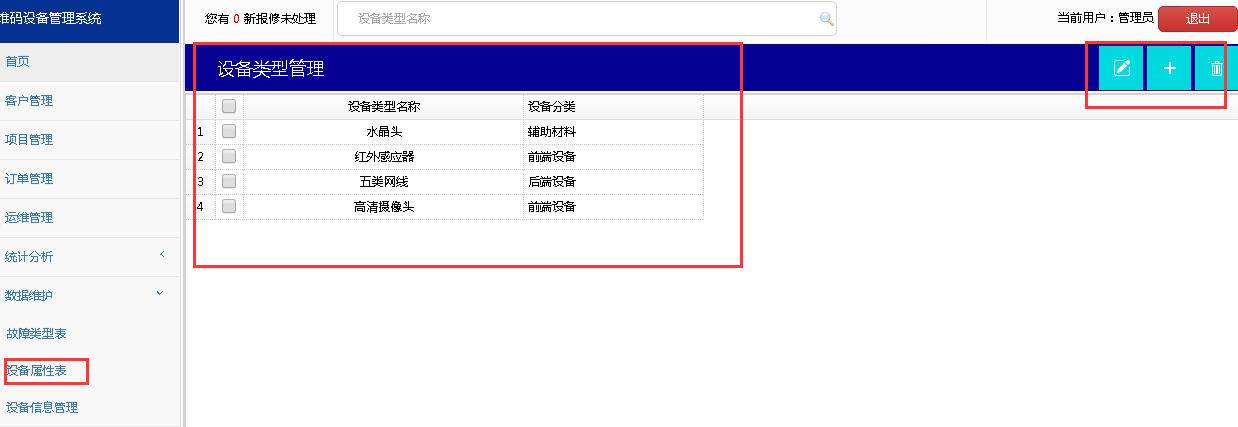 维码设备管理系统
您有 0 新报修未处理
设备类型名称
当前用户：管理员
退出
首页
客户管理
项目管理
订单管理
运维管理
统计分析
数据维护
故障类型表
设备属性表
设备信息管理
设备类型管理
设备类型名称 设备分类
1 水晶头 辅助材料
2 红外感应器 前端设备
3 五类网线 后端设备
4 高清摄像头 前端设备